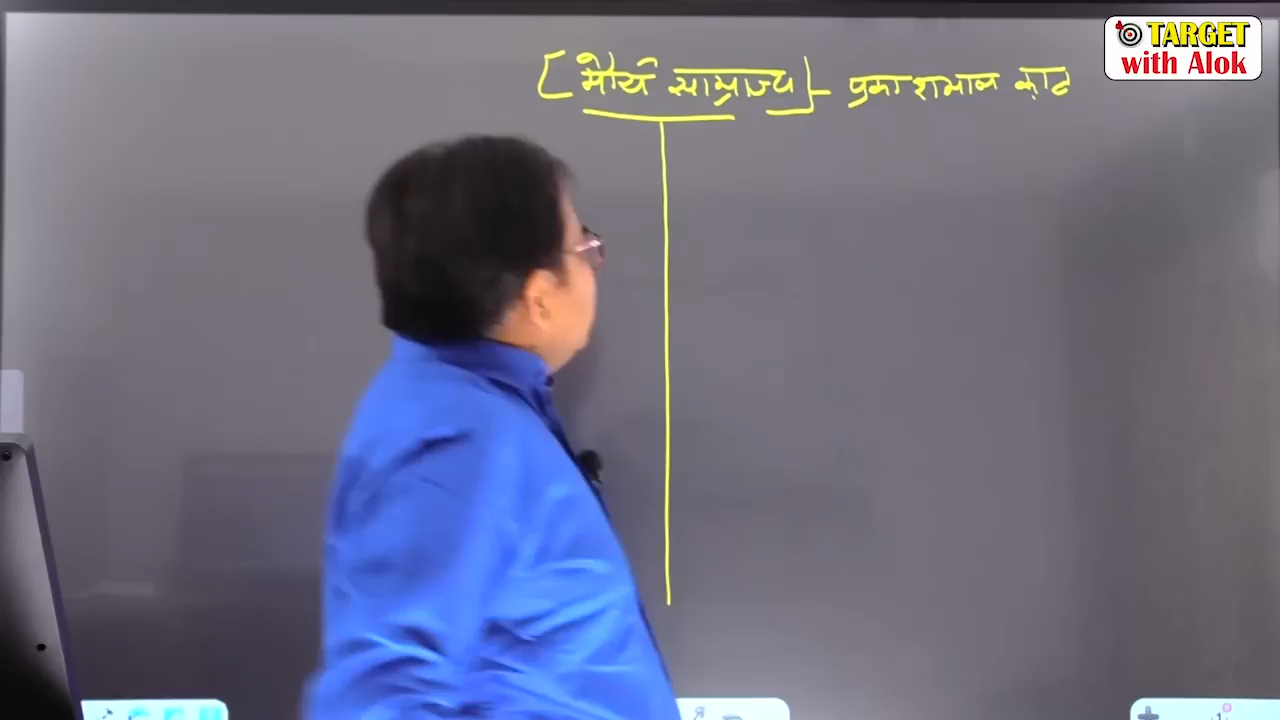 TARGET
with Alok
[मौर्य साम्राज्य] - प्रकाशमान काल